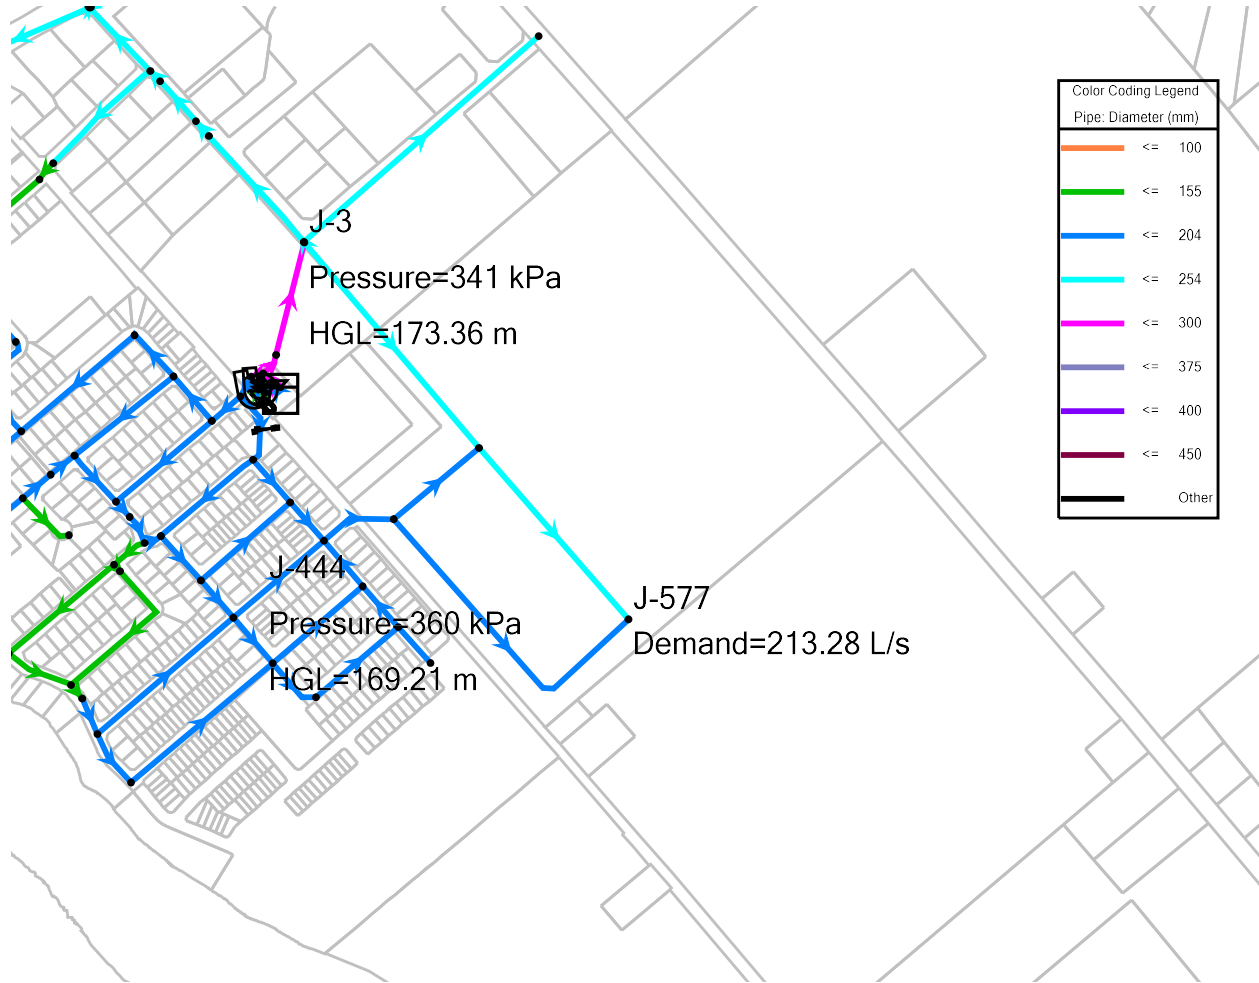 Color Coding Legend
Pipe: Diameter (mm)
<= 100
<= 155
<= 204
<= 254
<= 300
<= 375
<= 400
<= 450
Other
J-3
Pressure=341 kPa
HGL=173.36 m
J-444
Pressure=360 kPa
HGL=169.21 m
J-577
Demand=213.28 L/s